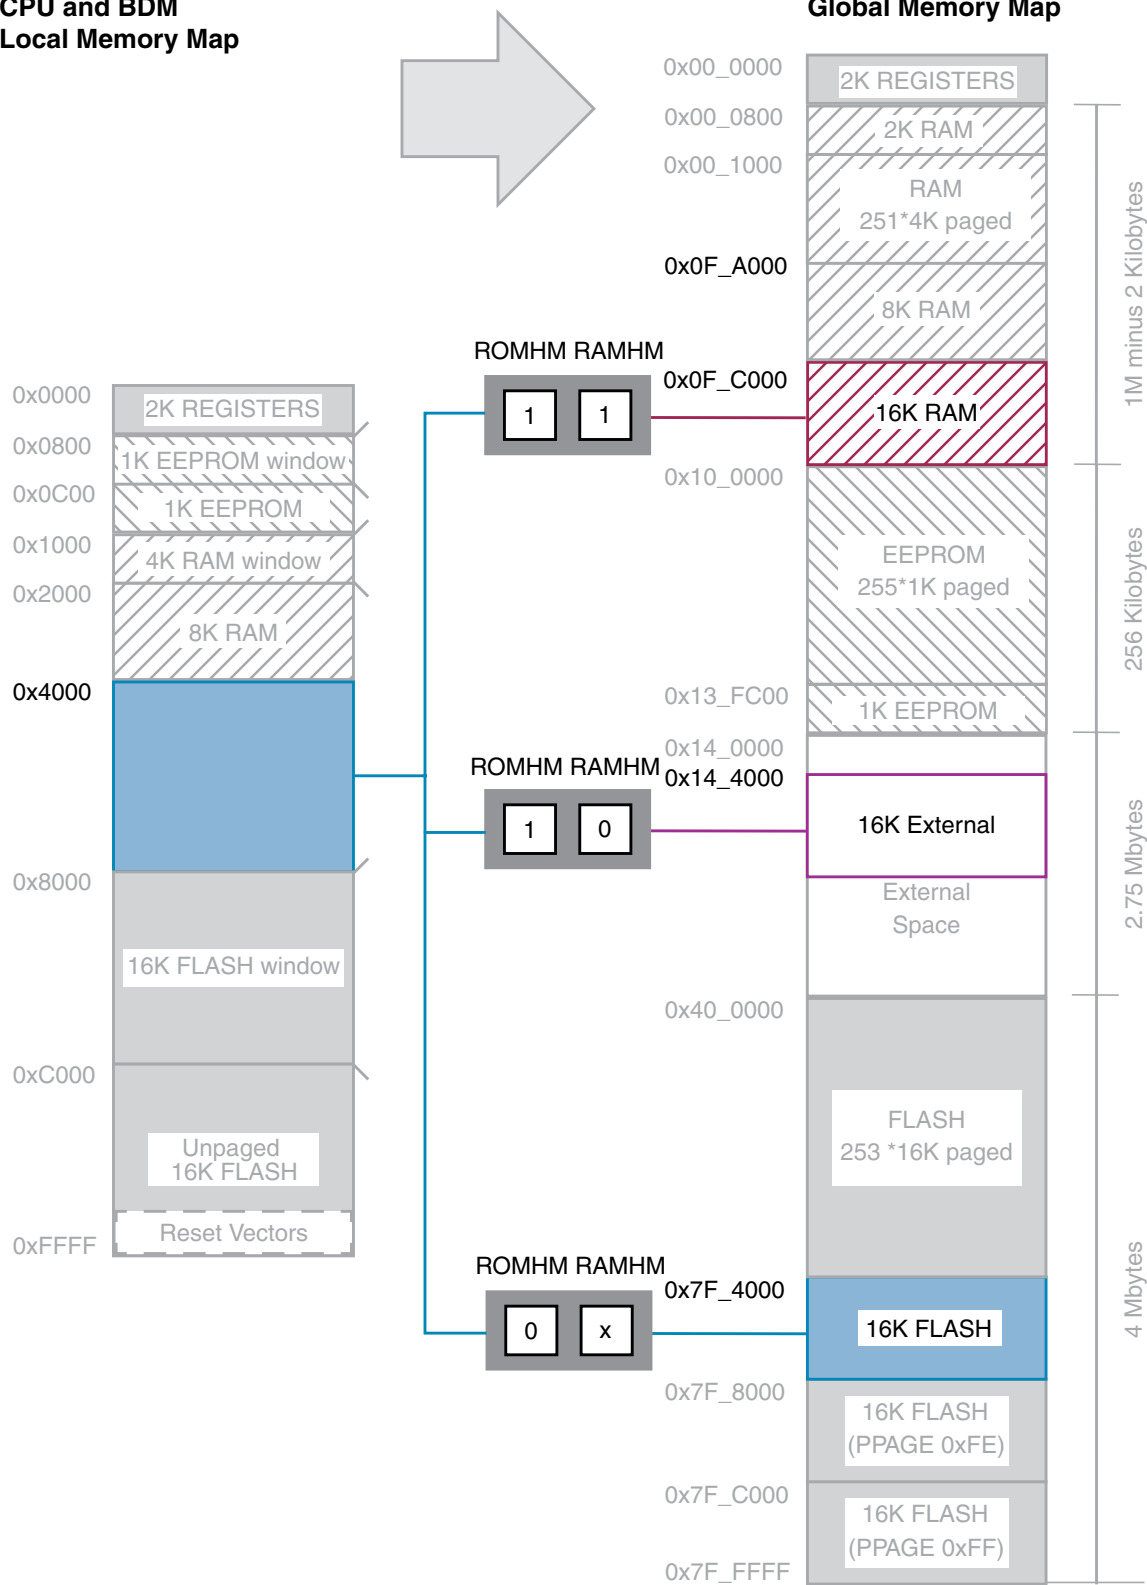 CPU and BDM
Local Memory Map
Global Memory Map
0x00_0000
2K REGISTERS
0x00_0800
2K RAM
0x00_1000
RAM
251*4K paged
0x0F_A000
8K RAM
1M minus 2 Kilobytes
ROMHM RAMHM
1 1
0x0F_C000
16K RAM
0x10_0000
EEPROM
255*1K paged
256 Kilobytes
0x13_FC00
1K EEPROM
0x14_0000
ROMHM RAMHM
1 0
0x14_4000
16K External
External
Space
2.75 Mbytes
0x40_0000
FLASH
253 *16K paged
ROMHM RAMHM
0 x
0x7F_4000
16K FLASH
4 Mbytes
0x7F_8000
16K FLASH
(PPAGE 0xFE)
0x7F_C000
16K FLASH
(PPAGE 0xFF)
0x7F_FFFF
0x0000
2K REGISTERS
0x0800
1K EEPROM window
0x0C00
1K EEPROM
0x1000
4K RAM window
0x2000
8K RAM
0x4000
0x8000
16K FLASH window
0xC000
Unpaged
16K FLASH
Reset Vectors
0xFFFF